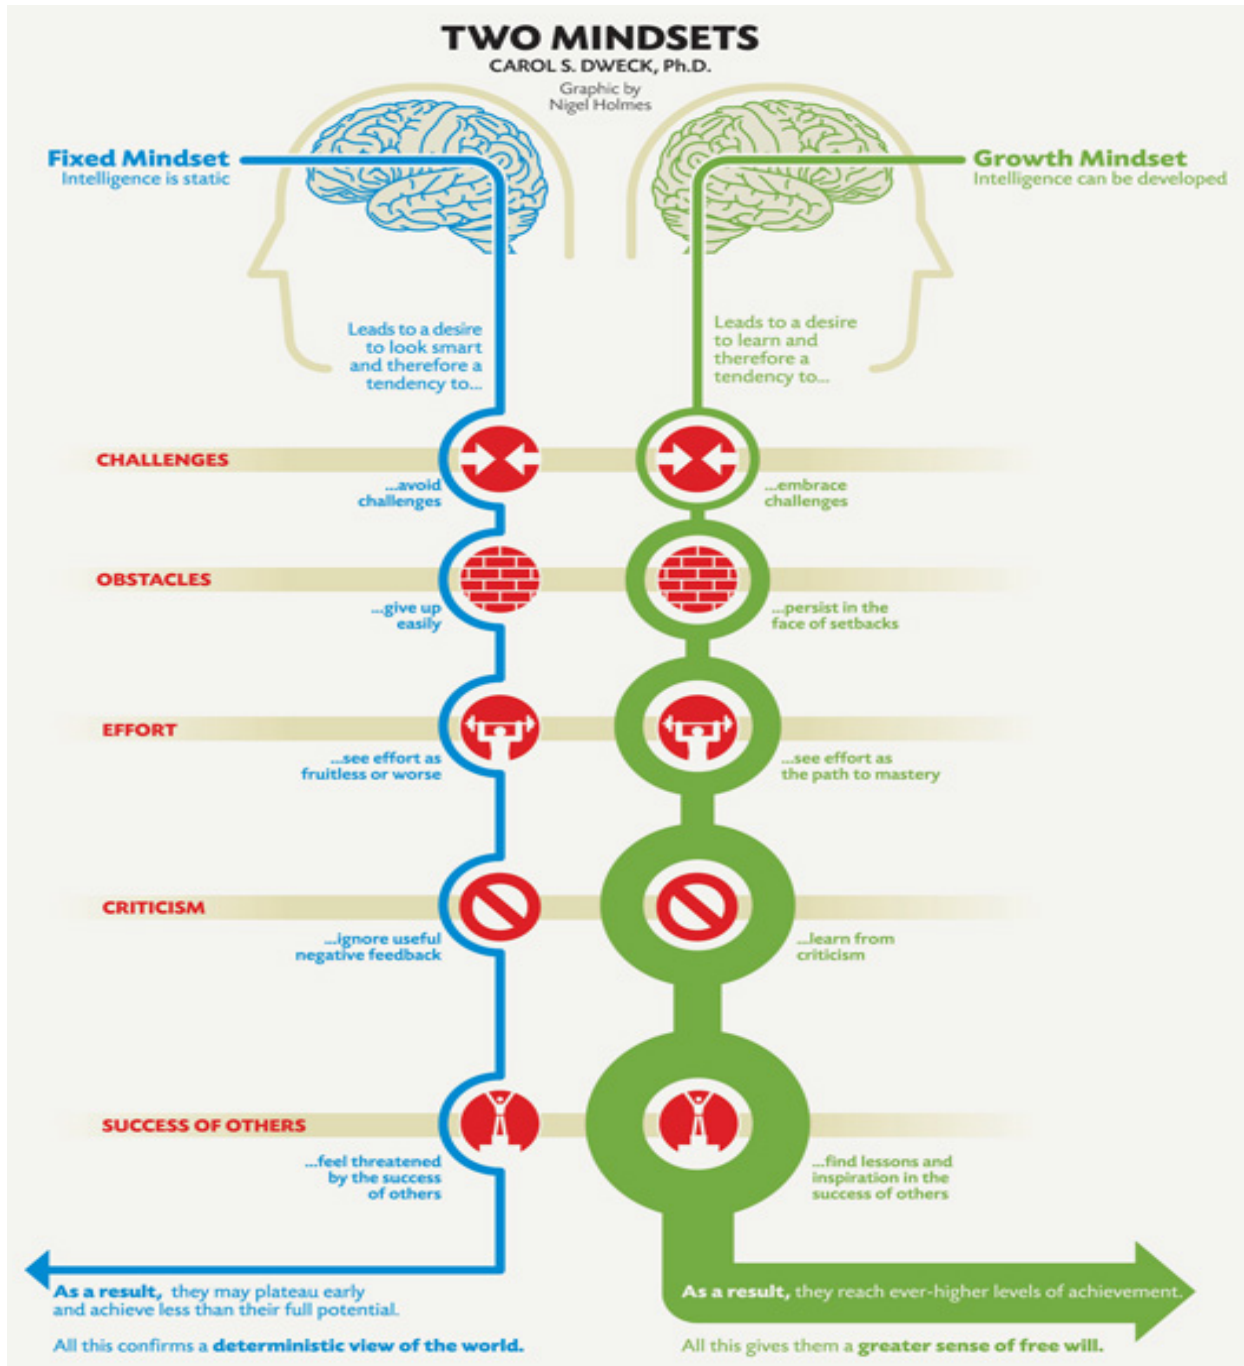 TWO MINDSETS
CAROL S. DWECK, Ph.D.
Graphic by
Nigel Holmes
Fixed Mindset
Intelligence is static
Growth Mindset
Intelligence can be developed
Leads to a desire
to look smart
and therefore a
tendency to...
Leads to a desire
to learn and
therefore a
tendency to...
CHALLENGES
...avoid
challenges
...embrace
challenges
OBSTACLES
...give up
easily
...persist in the
face of setbacks
EFFORT
...see effort as
fruitless or worse
...see effort as
the path to mastery
CRITICISM
...ignore useful
negative feedback
...learn from
criticism
SUCCESS OF OTHERS
...feel threatened
by the success
of others
...find lessons and
inspiration in the
success of others
As a result, they may plateau early
and achieve less than their full potential.
All this confirms a deterministic view of the world.
As a result, they reach ever-higher levels of achievement.
All this gives them a greater sense of free will.